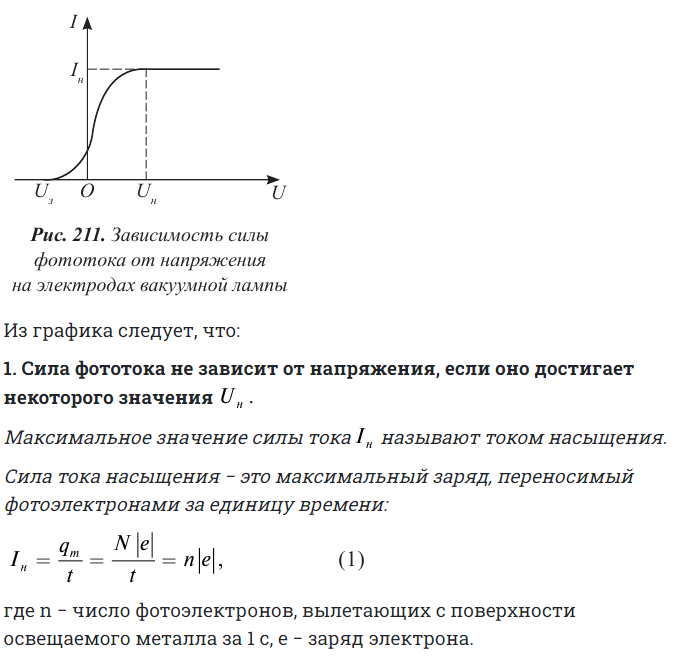 I
Iн
Uз O Uн U
Рис. 211. Зависимость силы
фототока от напряжения
на электродах вакуумной лампы
Из графика следует, что:
1. Сила фототока не зависит от напряжения, если оно достигает
некоторого значения Uн .
Максимальное значение силы тока Iн называют током насыщения.
Сила тока насыщения – это максимальный заряд, переносимый
фотоэлектронами за единицу времени:
Iн = qm/t = N|e|/t = n|e|, (1)
где n – число фотоэлектронов, вылетающих с поверхности
освещаемого металла за 1 с, e – заряд электрона.